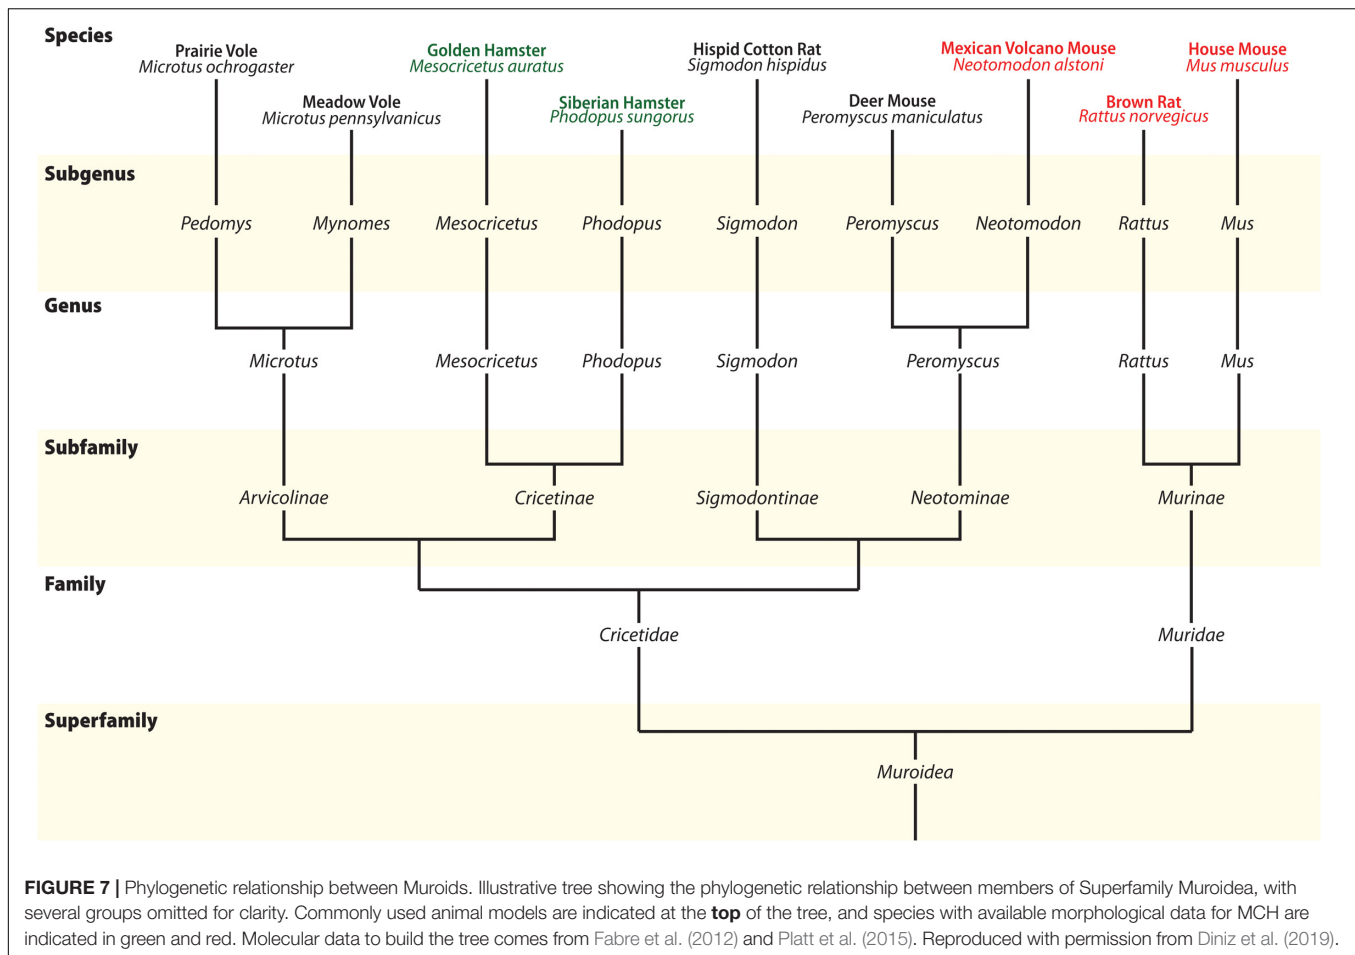 Species
Prairie Vole
Microtus ochrogaster
Golden Hamster
Mesocricetus auratus
Hispid Cotton Rat
Sigmodon hispidus
Mexican Volcano Mouse
Neotomodon alstoni
House Mouse
Mus musculus
Meadow Vole
Microtus pennsylvanicus
Siberian Hamster
Phodopus sungorus
Deer Mouse
Peromyscus maniculatus
Brown Rat
Rattus norvegicus
Subgenus
Pedomys Mynomes Mesocricetus Phodopus Sigmodon Peromyscus Neotomodon Rattus Mus
Genus
Microtus Mesocricetus Phodopus Sigmodon Peromyscus Rattus Mus
Subfamily
Arvicolinae Cricetinae Sigmodontinae Neotominae Murinae
Family
Cricetidae Muridae
Superfamily
Muroidea
FIGURE 7 | Phylogenetic relationship between Muroids. Illustrative tree showing the phylogenetic relationship between members of Superfamily Muroidea, with
several groups omitted for clarity. Commonly used animal models are indicated at the top of the tree, and species with available morphological data for MCH are
indicated in green and red. Molecular data to build the tree comes from Fabre et al. (2012) and Platt et al. (2015). Reproduced with permission from Diniz et al. (2019).